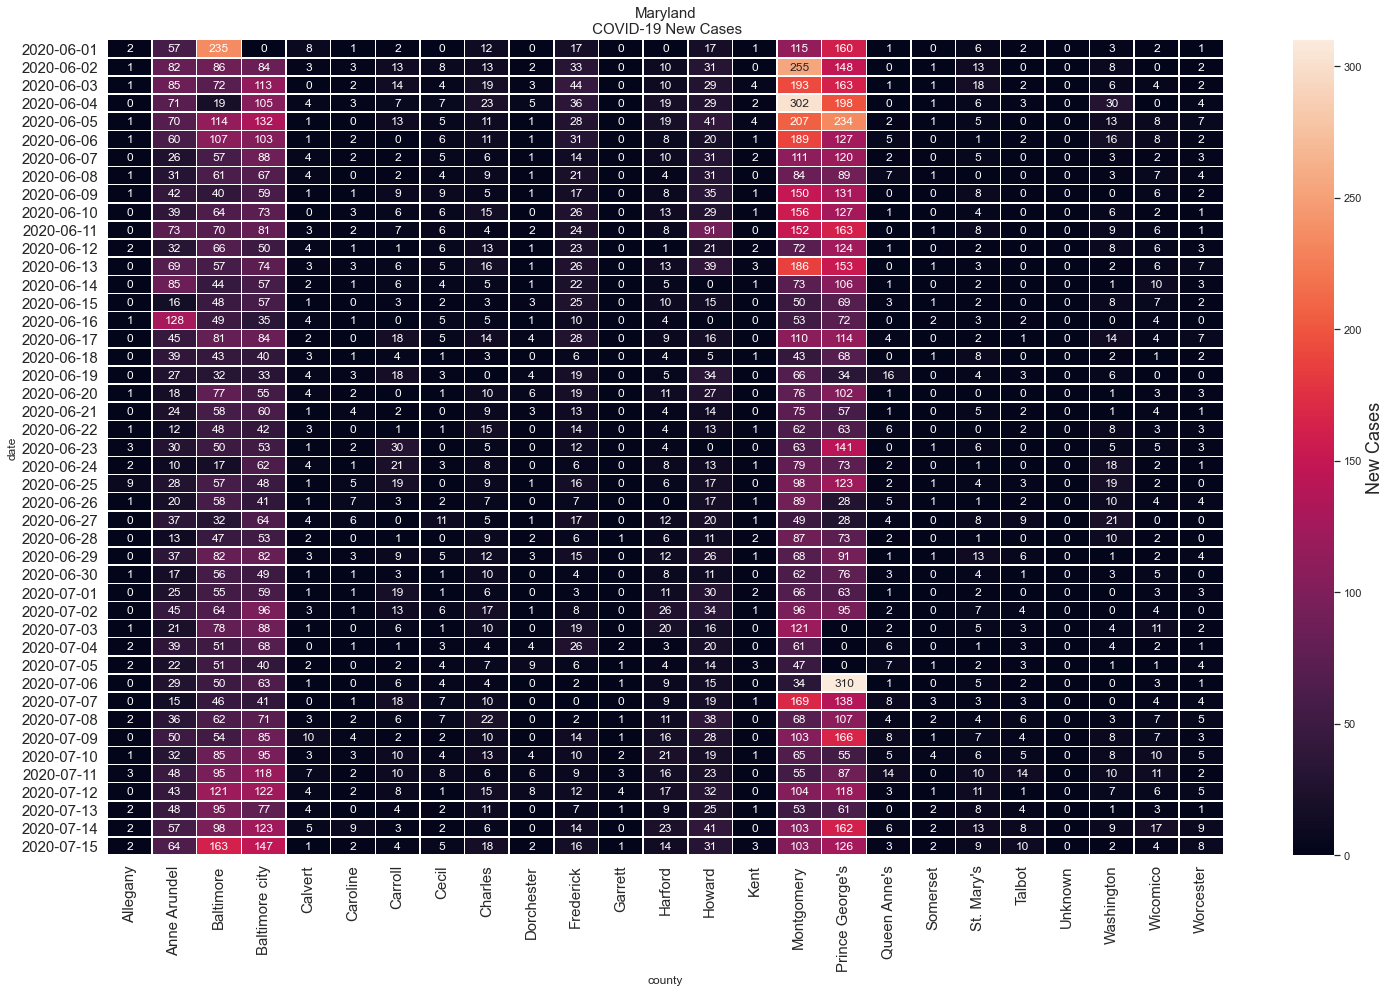 Maryland
COVID-19 New Cases
2020-06-01 2 57 235 0 8 1 2 0 12 0 17 0 0 17 1 115 160 1 0 6 2 0 3 2 1
2020-06-02 1 82 86 84 3 3 13 8 13 2 33 0 10 31 0 255 148 0 1 13 0 0 8 0 2
2020-06-03 1 85 72 113 0 2 14 4 19 3 44 0 10 29 4 193 163 1 1 18 2 0 6 4 2
2020-06-04 0 71 19 105 4 3 7 7 23 5 36 0 19 29 2 302 198 0 1 6 3 0 30 0 4
2020-06-05 1 70 114 132 1 0 13 5 11 1 28 0 19 41 4 207 234 2 1 5 0 0 13 8 7
2020-06-06 1 60 107 103 1 2 0 6 11 1 31 0 8 20 1 189 127 5 0 1 2 0 16 8 2
2020-06-07 0 26 57 88 4 2 2 5 6 1 14 0 10 31 2 111 120 2 0 5 0 0 3 2 3
2020-06-08 1 31 61 67 4 0 2 4 9 1 21 0 4 31 0 84 89 7 1 0 0 0 3 7 4
2020-06-09 1 42 40 59 1 1 9 9 5 1 17 0 8 35 1 150 131 0 0 8 0 0 0 6 2
2020-06-10 0 39 64 73 0 3 6 6 15 0 26 0 13 29 1 156 127 1 0 4 0 0 6 2 1
2020-06-11 0 73 70 81 3 2 7 6 4 2 24 0 8 91 0 152 163 0 1 8 0 0 9 6 1
2020-06-12 2 32 66 50 4 1 1 6 13 1 23 0 1 21 2 72 124 1 0 2 0 0 8 6 3
2020-06-13 0 69 57 74 3 3 6 5 16 1 26 0 13 39 3 186 153 0 1 3 0 0 2 6 7
2020-06-14 0 85 44 57 2 1 6 4 5 1 22 0 5 0 1 73 106 1 0 2 0 0 1 10 3
2020-06-15 0 16 48 57 1 0 3 2 3 3 25 0 10 15 0 50 69 3 1 2 0 0 8 7 2
2020-06-16 1 128 49 35 4 1 0 5 5 1 10 0 4 0 0 53 72 0 2 3 2 0 0 4 0
2020-06-17 0 45 81 84 2 0 18 5 14 4 28 0 9 16 0 110 114 4 0 2 1 0 14 4 7
2020-06-18 0 39 43 40 3 1 4 1 3 0 6 0 4 5 1 43 68 0 1 8 0 0 2 1 2
2020-06-19 0 27 32 33 4 3 18 3 0 4 19 0 5 34 0 66 34 16 0 4 3 0 6 0 0
2020-06-20 1 18 77 55 4 2 0 1 10 6 19 0 11 27 0 76 102 1 0 0 0 0 1 3 3
2020-06-21 0 24 58 60 1 4 2 0 9 3 13 0 4 14 0 75 57 1 0 5 2 0 1 4 1
2020-06-22 1 12 48 42 3 0 1 1 15 0 14 0 4 13 1 62 63 6 0 0 2 0 8 3 3
2020-06-23 3 30 50 53 1 2 30 0 5 0 12 0 4 0 0 63 141 0 1 6 0 0 5 5 3
2020-06-24 2 10 17 62 4 1 21 3 8 0 6 0 8 13 1 79 73 2 0 1 0 0 18 2 1
2020-06-25 9 28 57 48 1 5 19 0 9 1 16 0 6 17 0 98 123 2 1 4 3 0 19 2 0
2020-06-26 1 20 58 41 1 7 3 2 7 0 7 0 0 17 1 89 28 5 1 1 2 0 10 4 4
2020-06-27 0 37 32 64 4 6 0 11 5 1 17 0 12 20 1 49 28 4 0 8 9 0 21 0 0
2020-06-28 0 13 47 53 2 0 1 0 9 2 6 1 6 11 2 87 73 2 0 1 0 0 10 2 0
2020-06-29 0 37 82 82 3 3 9 5 12 3 15 0 12 26 1 68 91 1 1 13 6 0 1 2 4
2020-06-30 1 17 56 49 1 1 3 1 10 0 4 0 8 11 0 62 76 3 0 4 1 0 3 5 0
2020-07-01 0 25 55 59 1 1 19 1 6 0 3 0 11 30 2 66 63 1 0 2 0 0 0 3 3
2020-07-02 0 45 64 96 3 1 13 6 17 1 8 0 26 34 1 96 95 2 0 7 4 0 0 4 0
2020-07-03 1 21 78 88 1 0 6 1 10 0 19 0 20 16 0 121 0 2 0 5 3 0 4 11 2
2020-07-04 2 39 51 68 0 1 1 3 4 4 26 2 3 20 0 61 0 6 0 1 3 0 4 2 1
2020-07-05 2 22 51 40 2 0 2 4 7 9 6 1 4 14 3 47 0 7 1 2 3 0 1 1 4
2020-07-06 0 29 50 63 1 0 6 4 4 0 2 1 9 15 0 34 310 1 0 5 2 0 0 3 1
2020-07-07 0 15 46 41 0 1 18 7 10 0 0 0 9 19 1 169 138 8 3 3 3 0 0 4 4
2020-07-08 2 36 62 71 3 2 6 7 22 0 2 1 16 38 0 68 107 4 2 4 6 0 3 7 5
2020-07-09 0 50 54 85 10 4 2 2 10 0 14 1 16 28 0 103 166 8 1 7 4 0 8 7 3
2020-07-10 1 32 85 95 3 3 10 4 13 4 10 2 21 19 1 65 55 5 4 6 5 0 8 10 2
2020-07-11 3 48 95 118 7 2 10 8 6 6 9 3 16 23 0 55 87 14 0 10 14 0 10 11 2
2020-07-12 0 43 121 122 4 2 8 1 15 8 12 4 17 32 0 104 118 3 1 11 1 0 7 6 5
2020-07-13 2 48 95 77 4 0 4 2 11 0 7 1 9 25 1 53 61 0 2 8 4 0 1 3 1
2020-07-14 2 57 98 123 5 9 3 2 6 0 14 0 23 41 0 103 162 6 2 13 8 0 9 17 9
2020-07-15 2 64 163 147 1 2 4 5 18 2 16 1 14 31 3 103 126 3 2 9 10 0 2 4 8
Allegany Anne Arundel Baltimore Baltimore city Calvert Caroline Carroll Cecil Charles Dorchester Frederick Garrett Harford Howard Kent Montgomery Prince George's Queen Anne's Somerset St. Mary's Talbot Unknown Washington Wicomico Worcester
county
date
300
250
200
150
100
50
0
New Cases